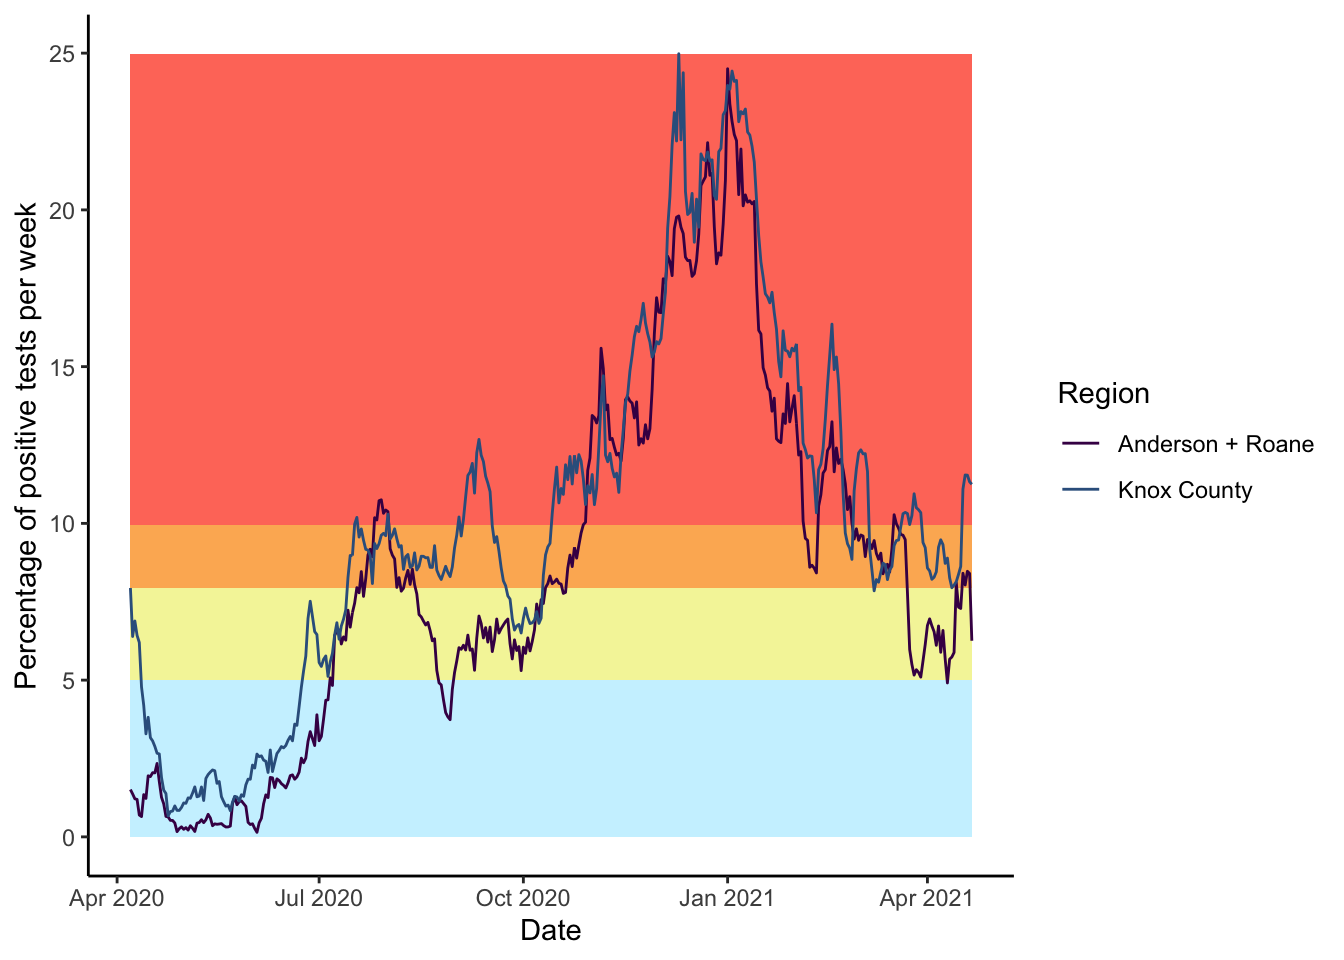 Percentage of positive tests per week
25
20
15
10
5
0
Apr 2020
Jul 2020
Oct 2020
Jan 2021
Apr 2021
Date
Region
Anderson + Roane
Knox County